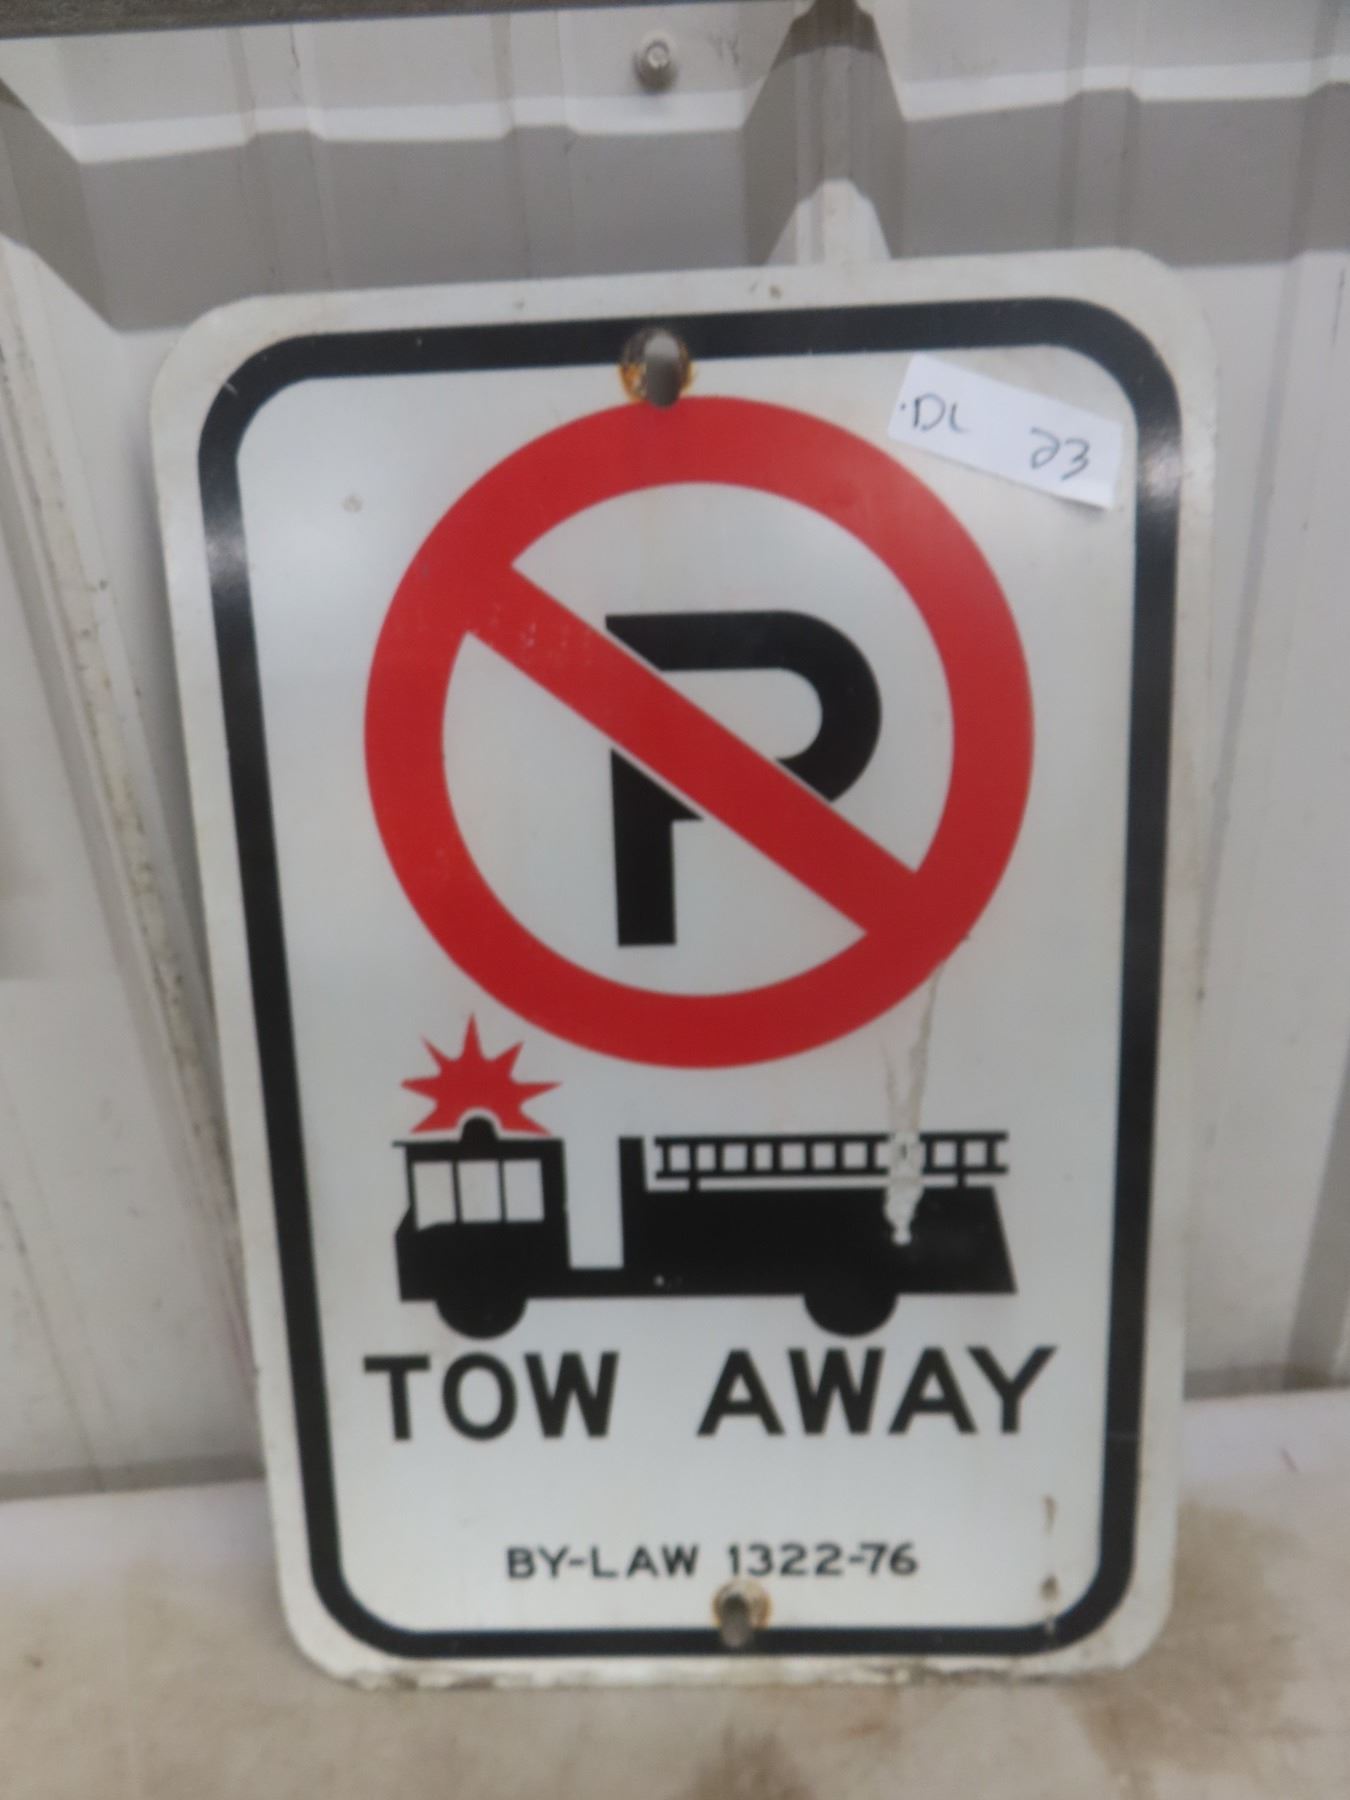 ·DL 23
P
TOW AWAY
BY-LAW 1322-76